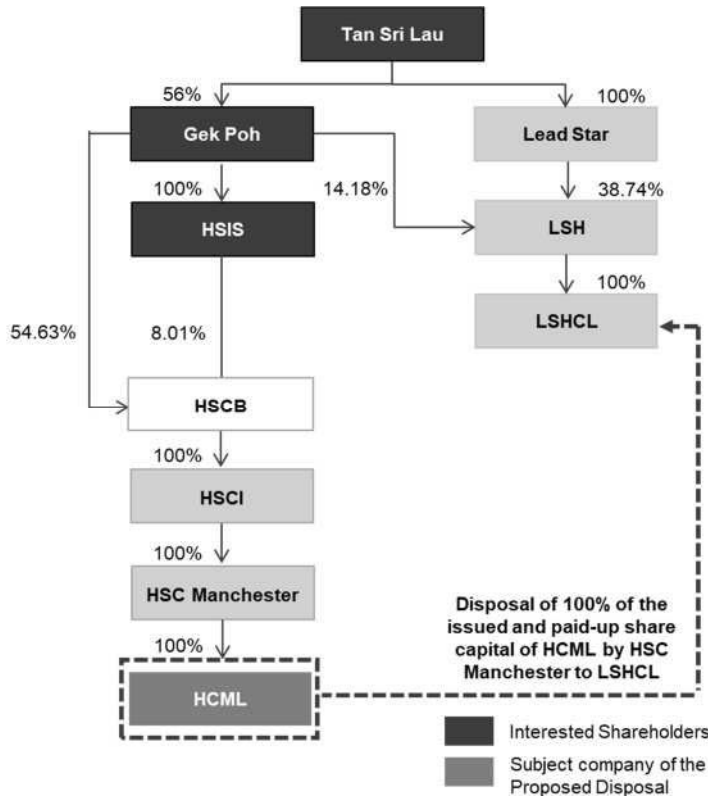 Tan Sri Lau
56%
100%
Gek Poh
Lead Star
100%
14.18%
38.74%
HSIS
LSH
100%
LSHCL
54.63%
8.01%
HSCB
100%
HSCI
100%
HSC Manchester
100%
HCML
Disposal of 100% of the
issued and paid-up share
capital of HCML by HSC
Manchester to LSHCL
Interested Shareholders
Subject company of the
Proposed Disposal